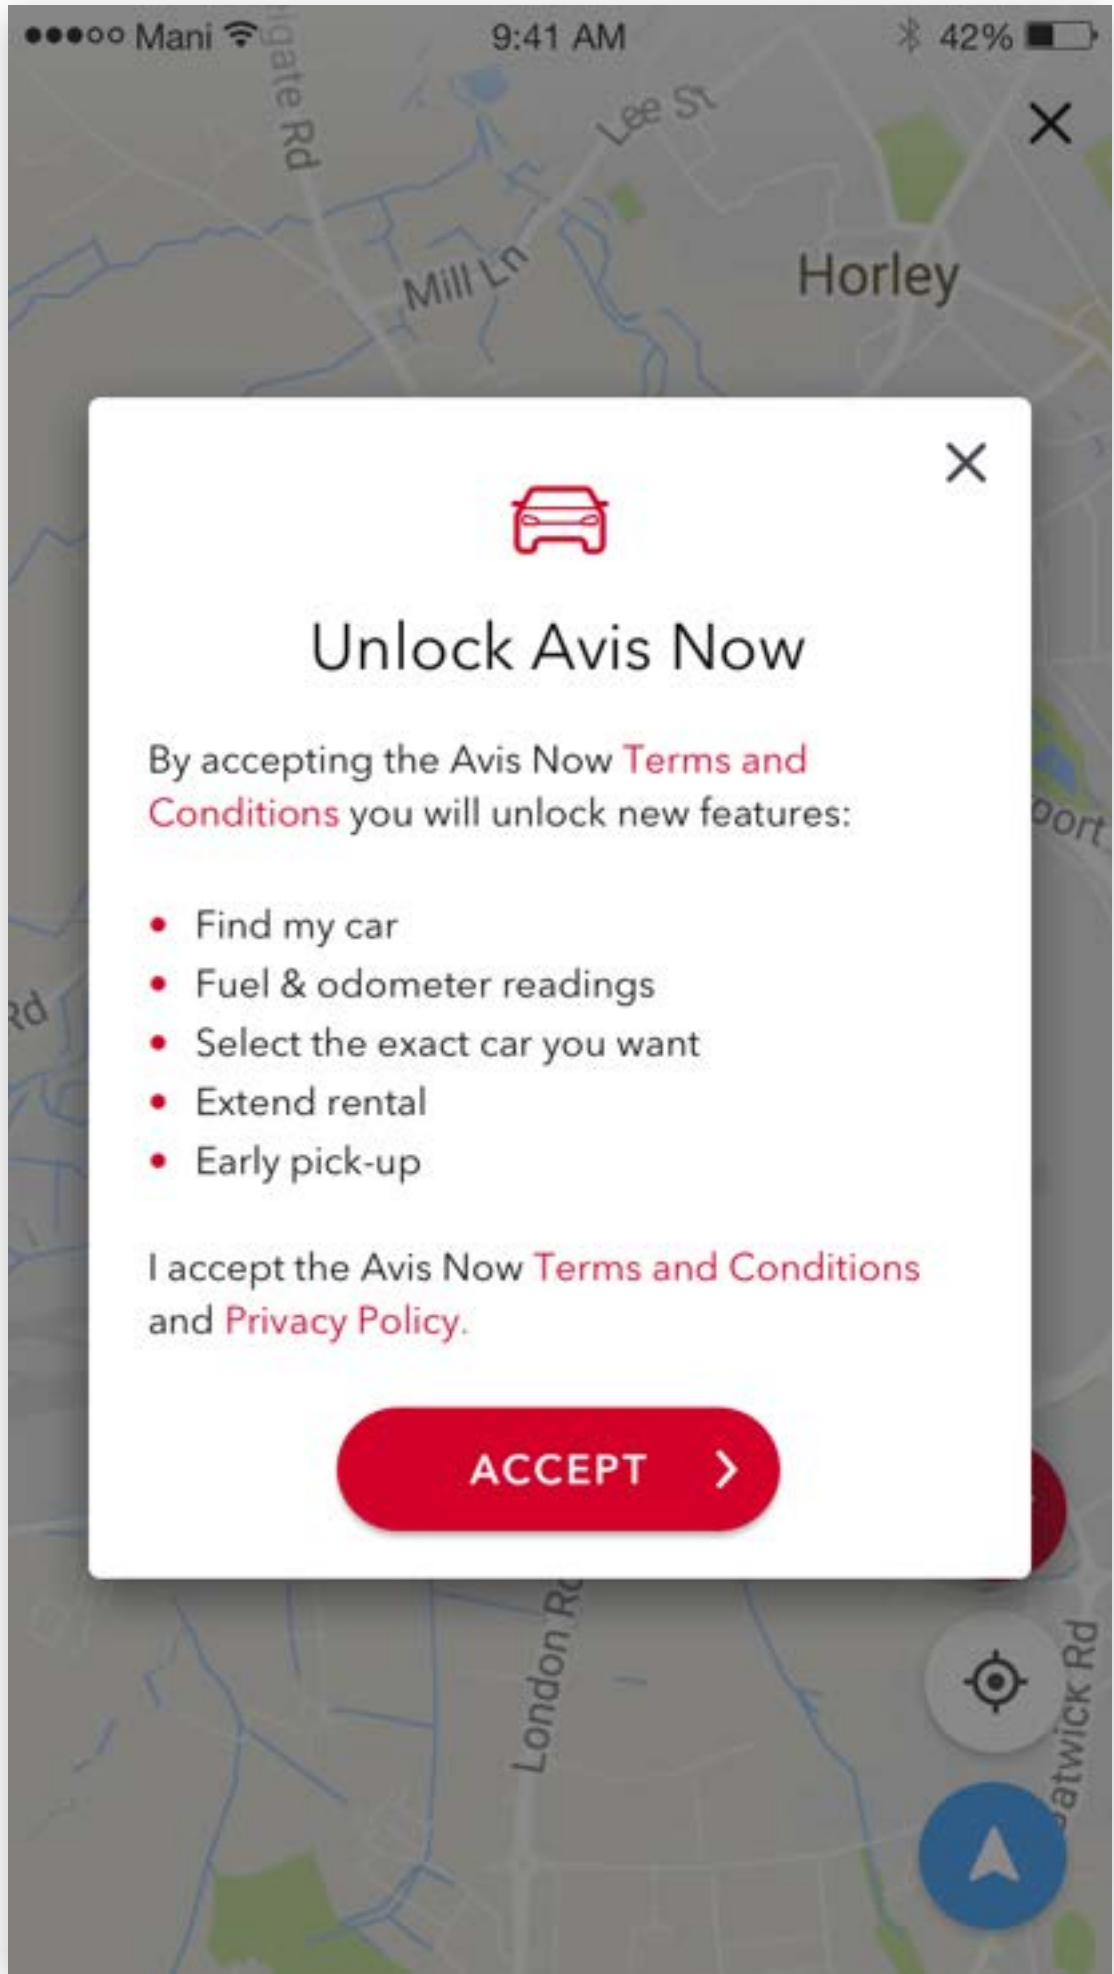 Mani
9:41 AM
42%
Lee St
Mill Ln
Horley
Unlock Avis Now
By accepting the Avis Now Terms and
Conditions you will unlock new features:
• Find my car
• Fuel & odometer readings
• Select the exact car you want
• Extend rental
• Early pick-up
Rd
I accept the Avis Now Terms and Conditions
and Privacy Policy.
ACCEPT
London Rd